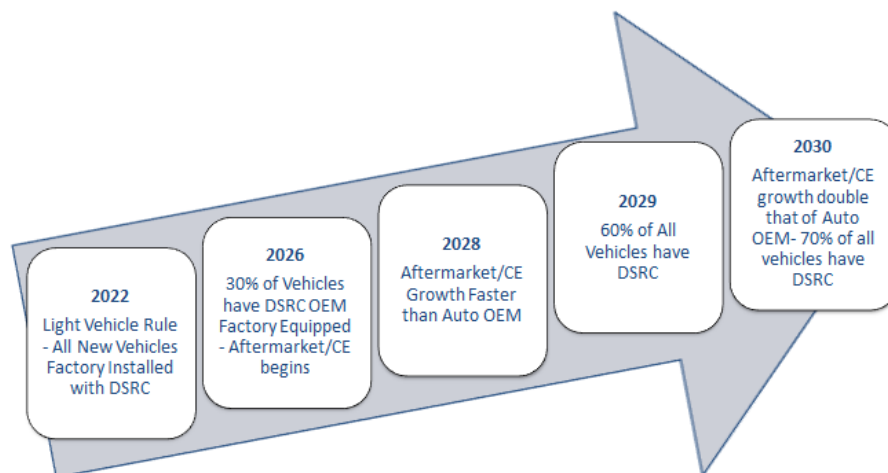 2022
Light Vehicle Rule
- All New Vehicles
Factory Installed
with DSRC
2026
30% of Vehicles
have DSRC OEM
Factory Equipped
- Aftermarket/CE
begins
2028
Aftermarket/CE
Growth Faster
than Auto OEM
2029
60% of All
Vehicles have
DSRC
2030
Aftermarket/CE
growth double
that of Auto
OEM- 70% of all
vehicles have
DSRC